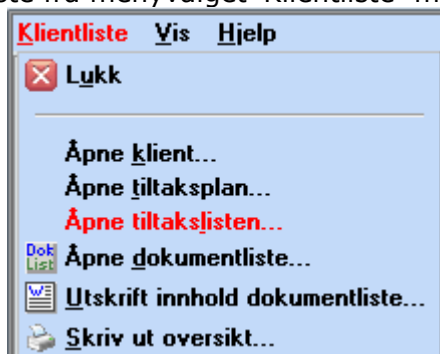 Klientliste Vis Hjelp
Lukk
Åpne klient...
Åpne tiltaksplan...
Åpne tiltakslisten...
Dok
List
Åpne dokumentliste...
Utskrift innhold dokumentliste...
Skriv ut oversikt...